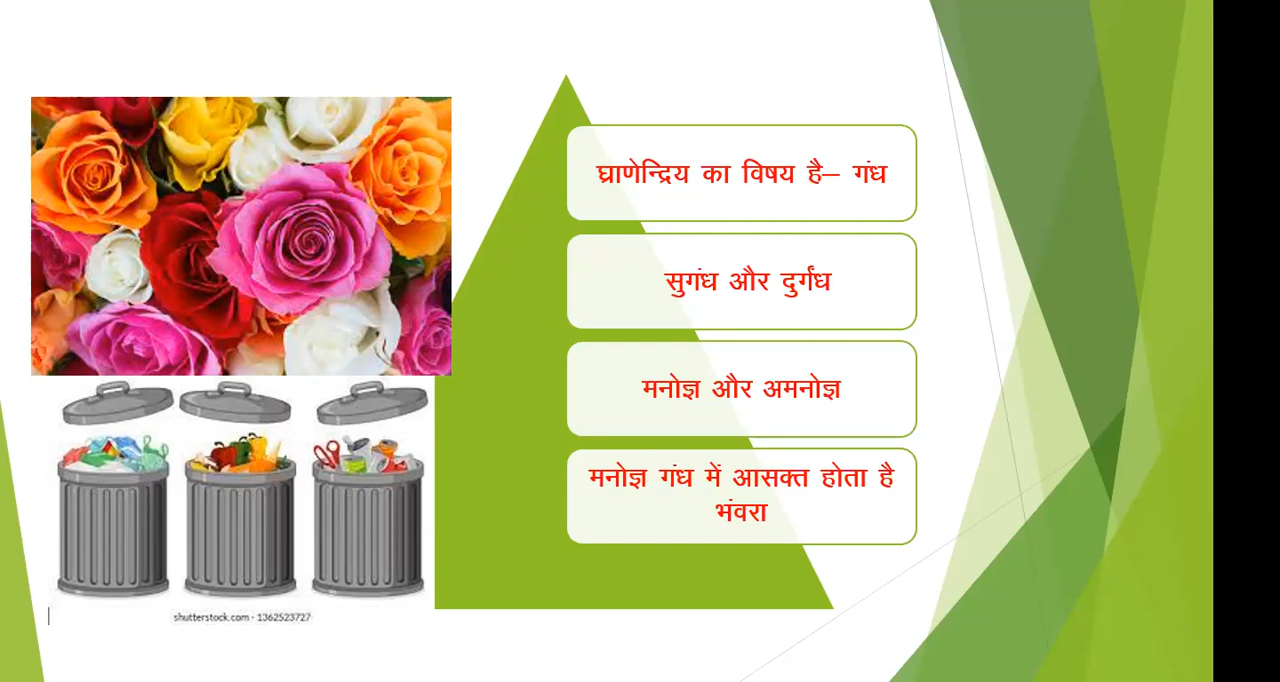 घ्राणेन्द्रिय का विषय है– गंध
सुगंध और दुर्गंध
मनोज्ञ और अमनोज्ञ
मनोज्ञ गंध में आसक्त होता है
भंवरा
shutterstock.com · 1362523727